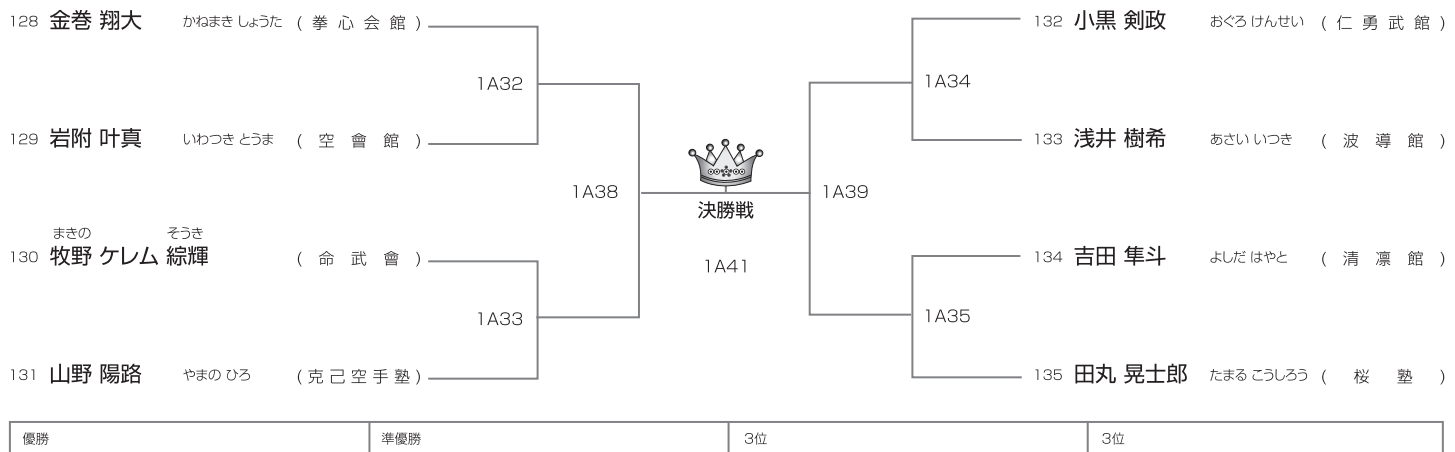 128 金巻 翔大 かねまき しょうた (拳心会館)
1A32
129 岩附 叶真 いわつき とうま (空會館)
1A38
まきの そうき
130 牧野 ケレム 綜輝 (命武會)
1A33
131 山野 陽路 やまの ひろ (克己空手塾)
決勝戦
1A41
132 小黒 剣政 おぐろ けんせい (仁勇武館)
1A34
133 浅井 樹希 あさい いつき (波導館)
1A39
134 吉田 隼斗 よしだ はやと (清凛館)
1A35
135 田丸 晃士郎 たまる こうしろう (桜塾)
優勝 準優勝 3位 3位